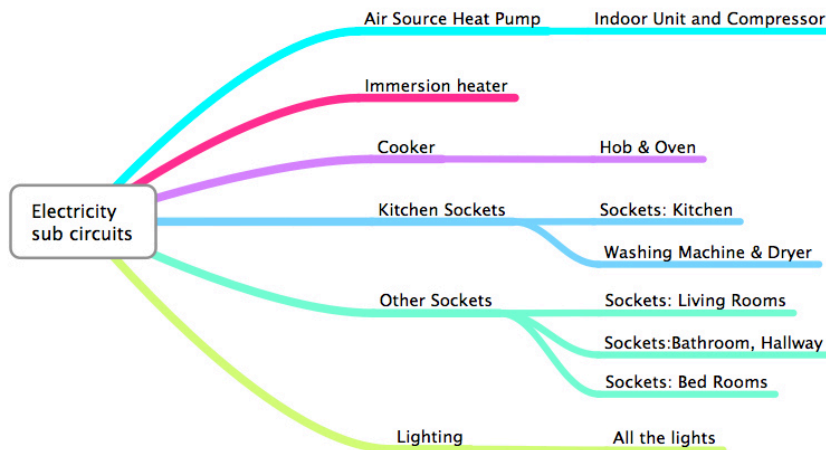 Air Source Heat Pump
Indoor Unit and Compressor
Immersion heater
Cooker
Hob & Oven
Electricity
sub circuits
Kitchen Sockets
Sockets: Kitchen
Washing Machine & Dryer
Other Sockets
Sockets: Living Rooms
Sockets:Bathroom, Hallway
Sockets: Bed Rooms
Lighting
All the lights